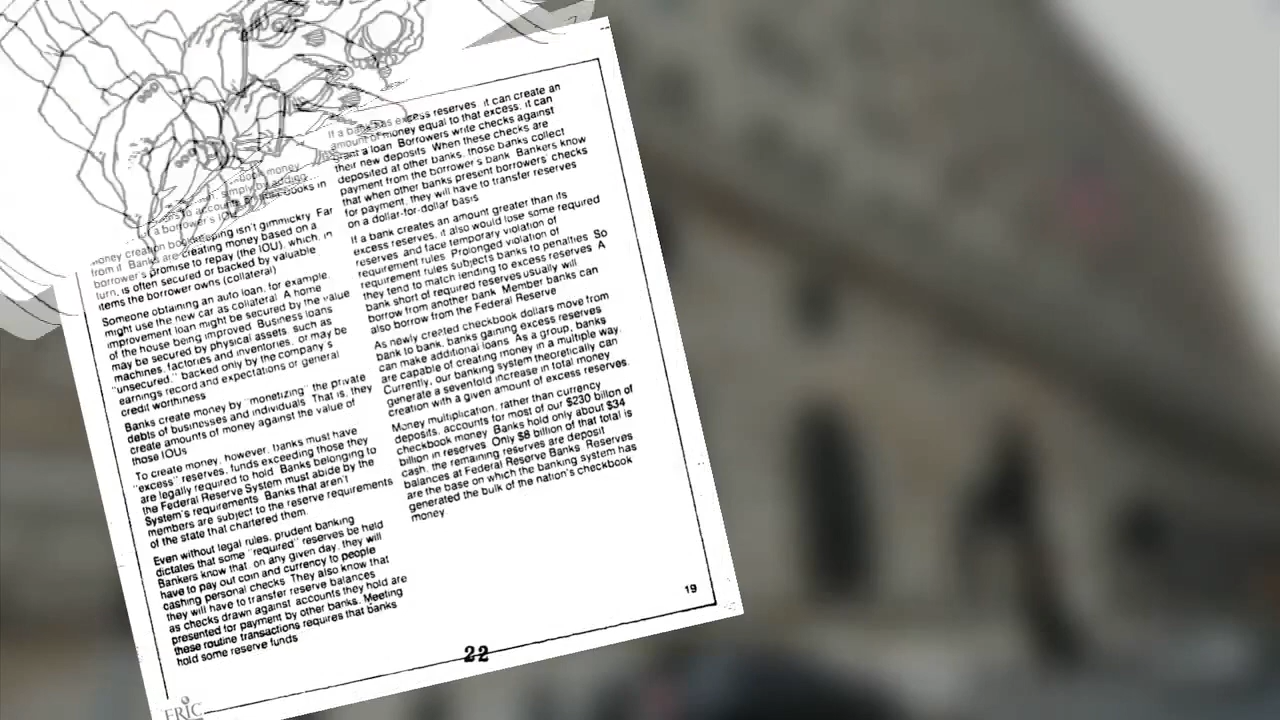 money
simply by adding
books in
a borrower's IO
money creation bookkeeping isn't gimmickry Far
from it Banks are creating money based on a
borrower's promise to repay (the IOU), which, in
turn, is often secured or backed by valuable
items the borrower owns (collateral)
Someone obtaining an auto loan, for example,
might use the new car as collateral A home
improvement loan might be secured by the value
of the house being improved Business loans
may be secured by physical assets, such as
machines, factories and inventories, or may be
"unsecured," backed only by the company s
earnings record and expectations or general
credit worthiness
Banks create money by "monetizing" the private
debts of businesses and individuals That is, they
create amounts of money against the value of
those IOUs
To create money, however, banks must have
"excess" reserves, funds exceeding those they
are legally required to hold Banks belonging to
the Federal Reserve System must abide by the
System's requirements Banks that aren't
members are subject to the reserve requirements
of the state that chartered them
Even without legal rules, prudent banking
dictates that some "required" reserves be held
Bankers know that, on any given day, they will
have to pay out coin and currency to people
cashing personal checks They also know that
they will have to transfer reserve balances
as checks drawn against accounts they hold are
presented for payment by other banks. Meeting
these routine transactions requires that banks
hold some reserve funds
If a bank has excess reserves it can create an
amount of money equal to that excess; it can
grant a loan Borrowers write checks against
their new deposits When these checks are
deposited at other banks, those banks collect
payment from the borrower s bank Bankers know
that when other banks present borrowers' checks
for payment, they will have to transfer reserves
on a dollar-for-dollar basis
If a bank creates an amount greater than its
excess reserves, it also would lose some required
reserves, and face temporary violation of
requirement rules Prolonged violation of
requirement rules subjects banks to penalties So
they tend to match lending to excess reserves A
bank short of required reserves usually will
borrow from another bank Member banks can
also borrow from the Federal Reserve
As newly created checkbook dollars move from
bank to bank, banks gaining excess reserves
can make additional loans As a group, banks
are capable of creating money in a multiple way.
Currently, our banking system theoretically can
generate a sevenfold increase in total money
creation with a given amount of excess reserves.
Money multiplication, rather than currency
deposits, accounts for most of our $230 billon of
checkbook money Banks hold only about $34
billion in reserves Only $8 billion of that total is
cash, the remaining reserves are deposit
balances at Federal Reserve Banks Reserves
are the base on which the banking system has
generated the bulk of the nation's checkbook
money
19
22
ERIC